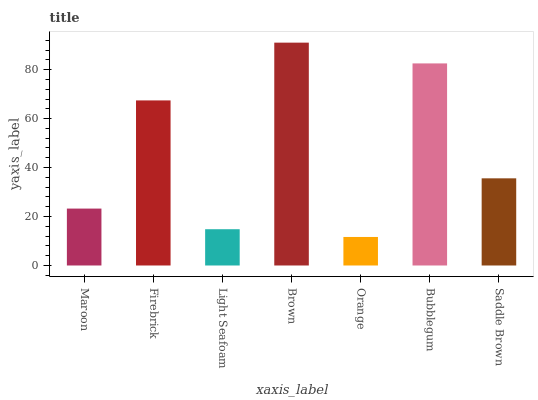 title
yaxis_label
80
60
40
20
0
Maroon
Firebrick
Light Seafoam
Brown
Orange
Bubblegum
Saddle Brown
xaxis_label